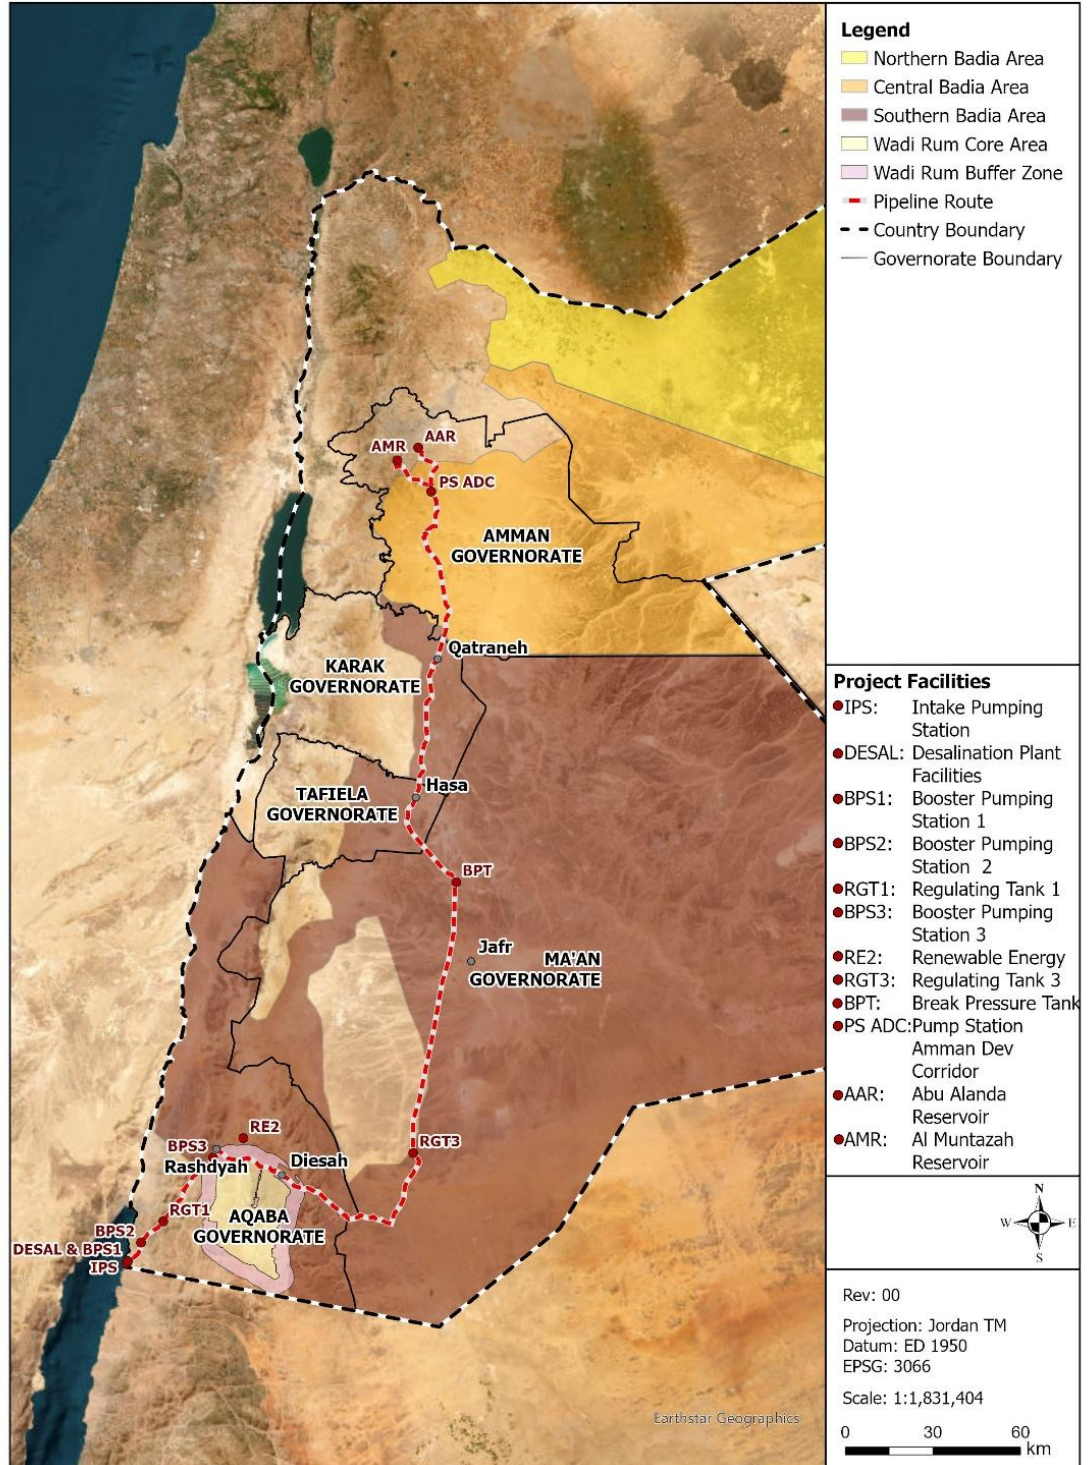 Legend
Northern Badia Area
Central Badia Area
Southern Badia Area
Wadi Rum Core Area
Wadi Rum Buffer Zone
Pipeline Route
Country Boundary
Governorate Boundary
AAR
AMR
PS ADC
AMMAN
GOVERNORATE
Qatraneh
KARAK
GOVERNORATE
Hasa
TAFIELA
GOVERNORATE
BPT
Jafr
MA'AN
GOVERNORATE
RE2
BPS3
Rashdyah
Diesah
RGT3
RGT1
AQABA
GOVERNORATE
BPS2
DESAL & BPS1
IPS
Earthstar Geographics
Project Facilities
IPS: Intake Pumping
Station
DESAL: Desalination Plant
Facilities
BPS1: Booster Pumping
Station 1
BPS2: Booster Pumping
Station 2
RGT1: Regulating Tank 1
BPS3: Booster Pumping
Station 3
RE2: Renewable Energy
RGT3: Regulating Tank 3
BPT: Break Pressure Tank
PS ADC: Pump Station
Amman Dev
Corridor
AAR: Abu Alanda
Reservoir
AMR: Al Muntazah
Reservoir
N
W E
S
Rev: 00
Projection: Jordan TM
Datum: ED 1950
EPSG: 3066
Scale: 1:1,831,404
0 30 60
km